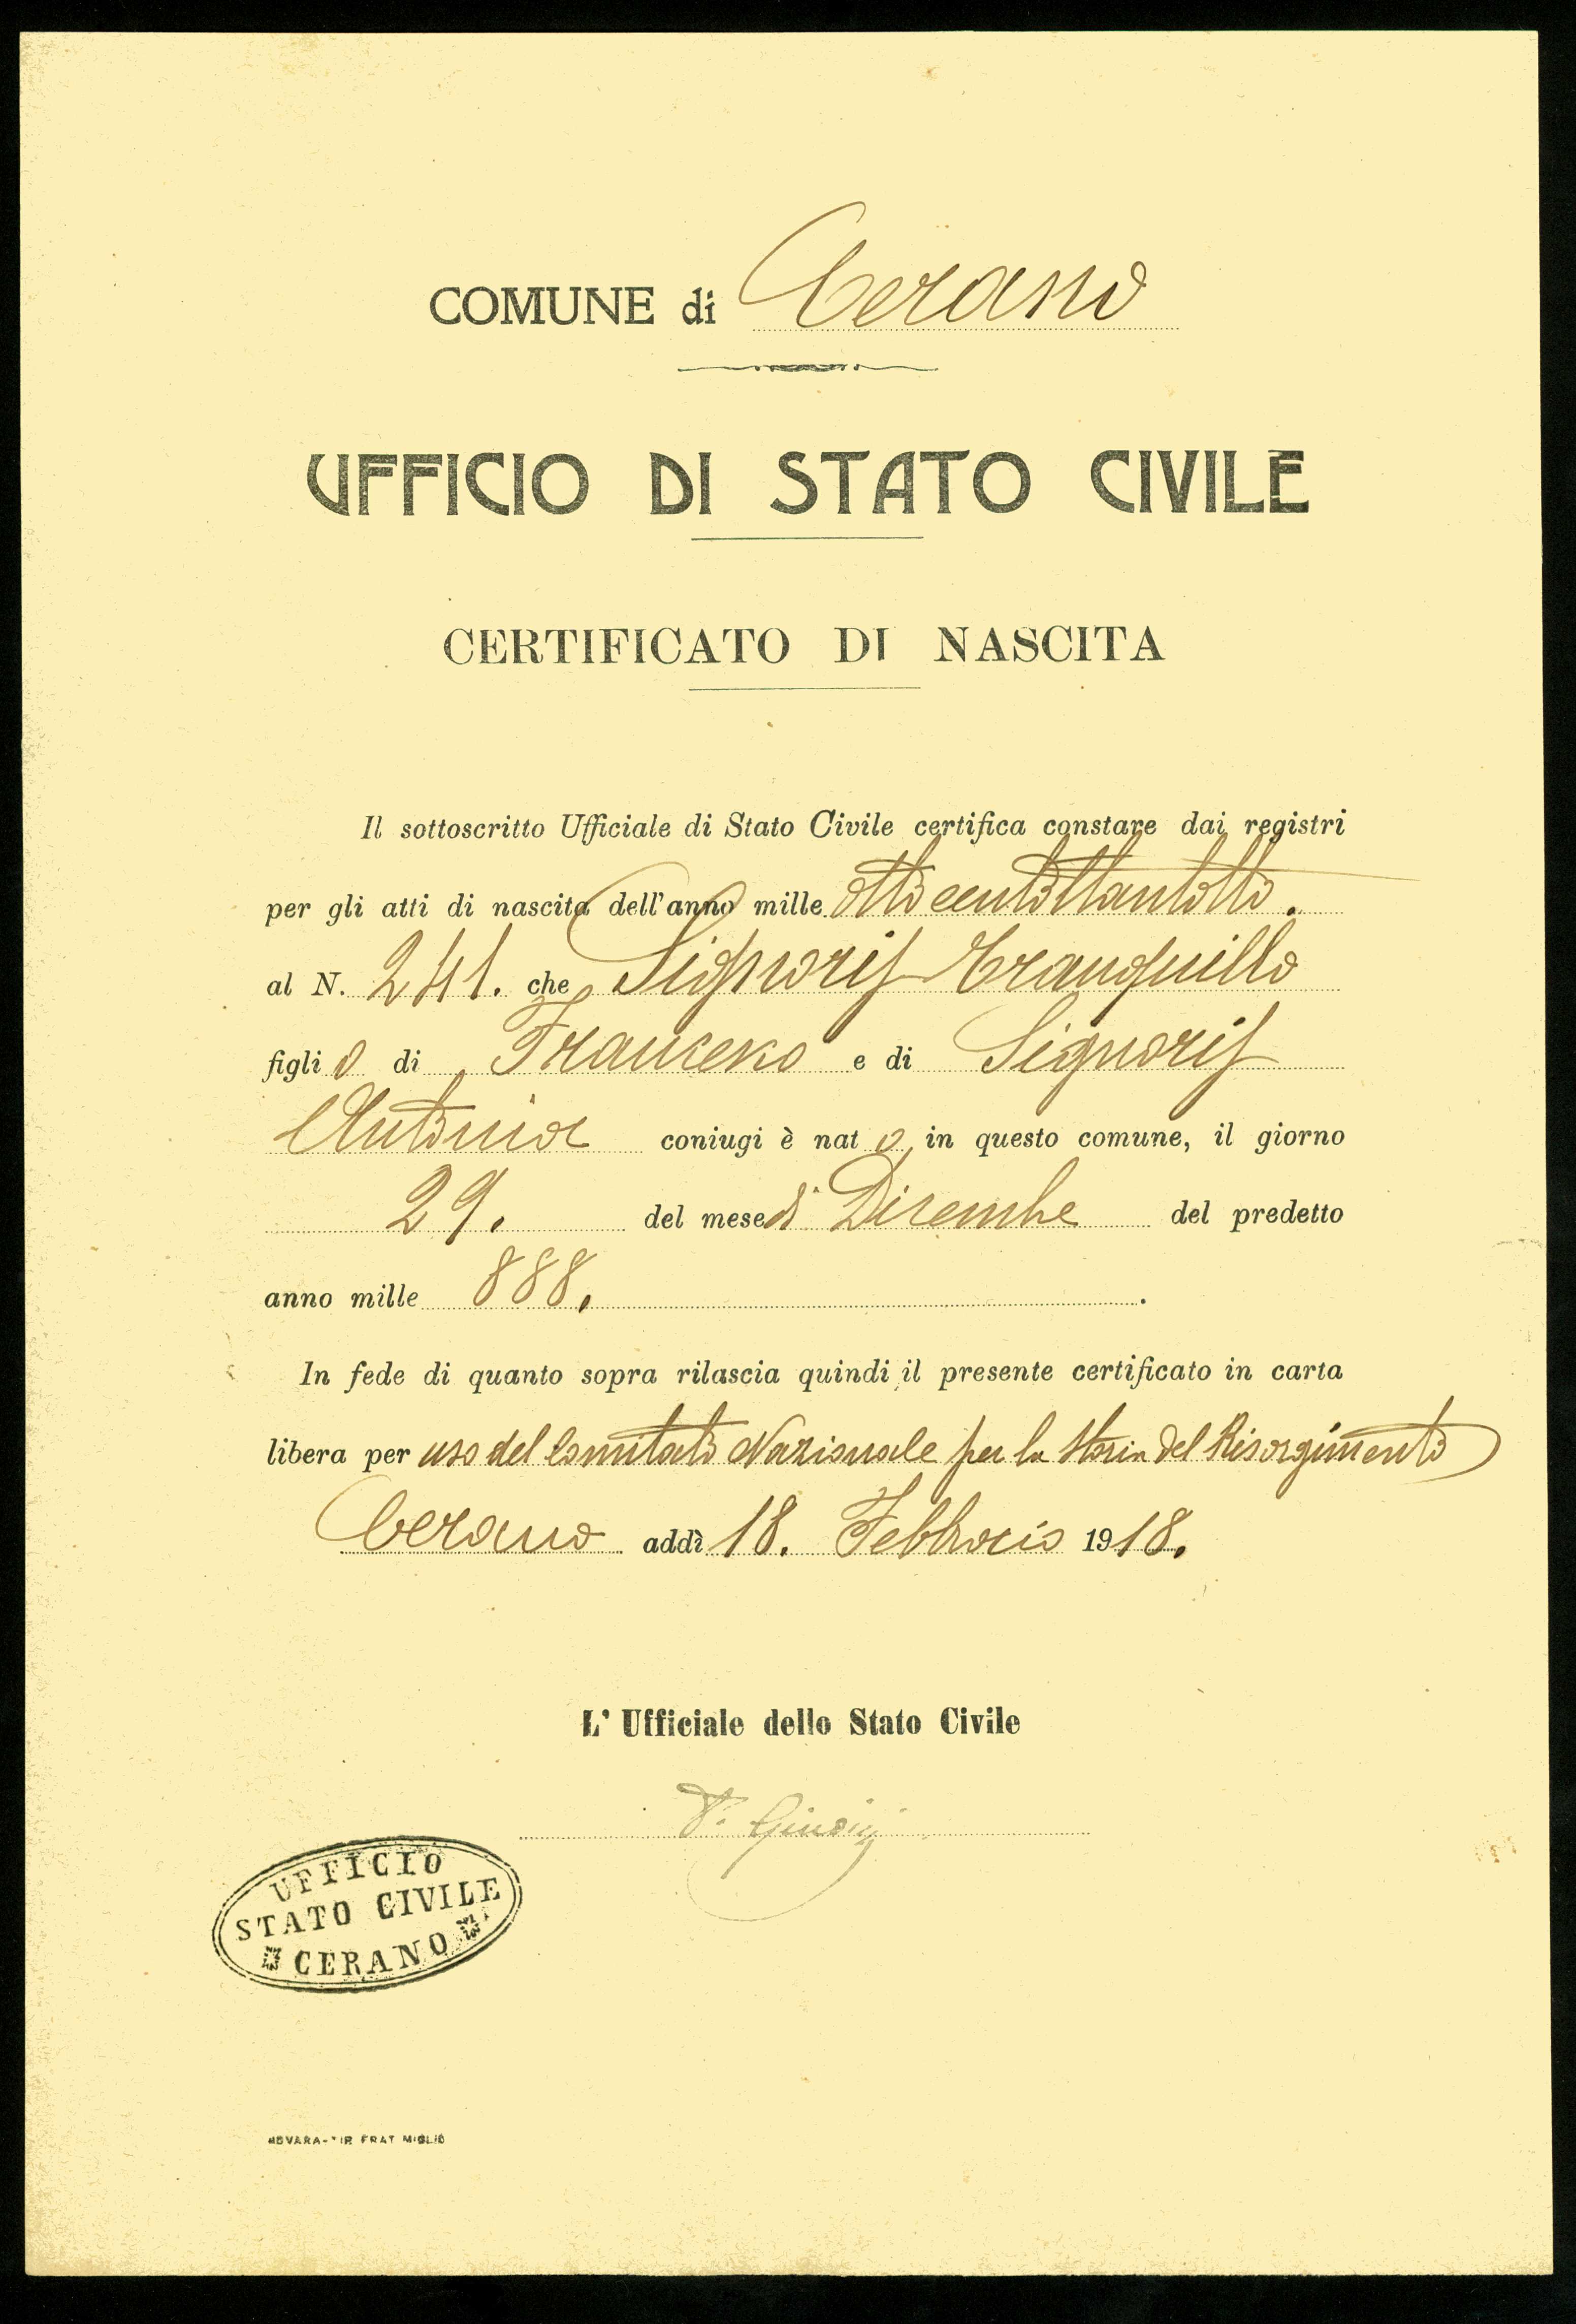 COMUNE di Cerano
UFFICIO DI STATO CIVILE
CERTIFICATO DI NASCITA
Il sottoscritto Ufficiale di Stato Civile certifica constare dai registri
per gli atti di nascita dell'anno mille ottocentottantotto.
al N. 241. che Signoris Tranquillo
figlio di Francesco e di Signoris
Antonia coniugi è nato in questo comune, il giorno
29. del mese di Dicembre del predetto
anno mille 888.
In fede di quanto sopra rilascia quindi il presente certificato in carta
libera per uso del Comitato Nazionale per la Storia del Risorgimento
Cerano addì 18. Febbraio 1918.
L' Ufficiale dello Stato Civile
UFFICIO
STATO CIVILE
CERANO
NOVARA-TIP. FRAT MIGLIO